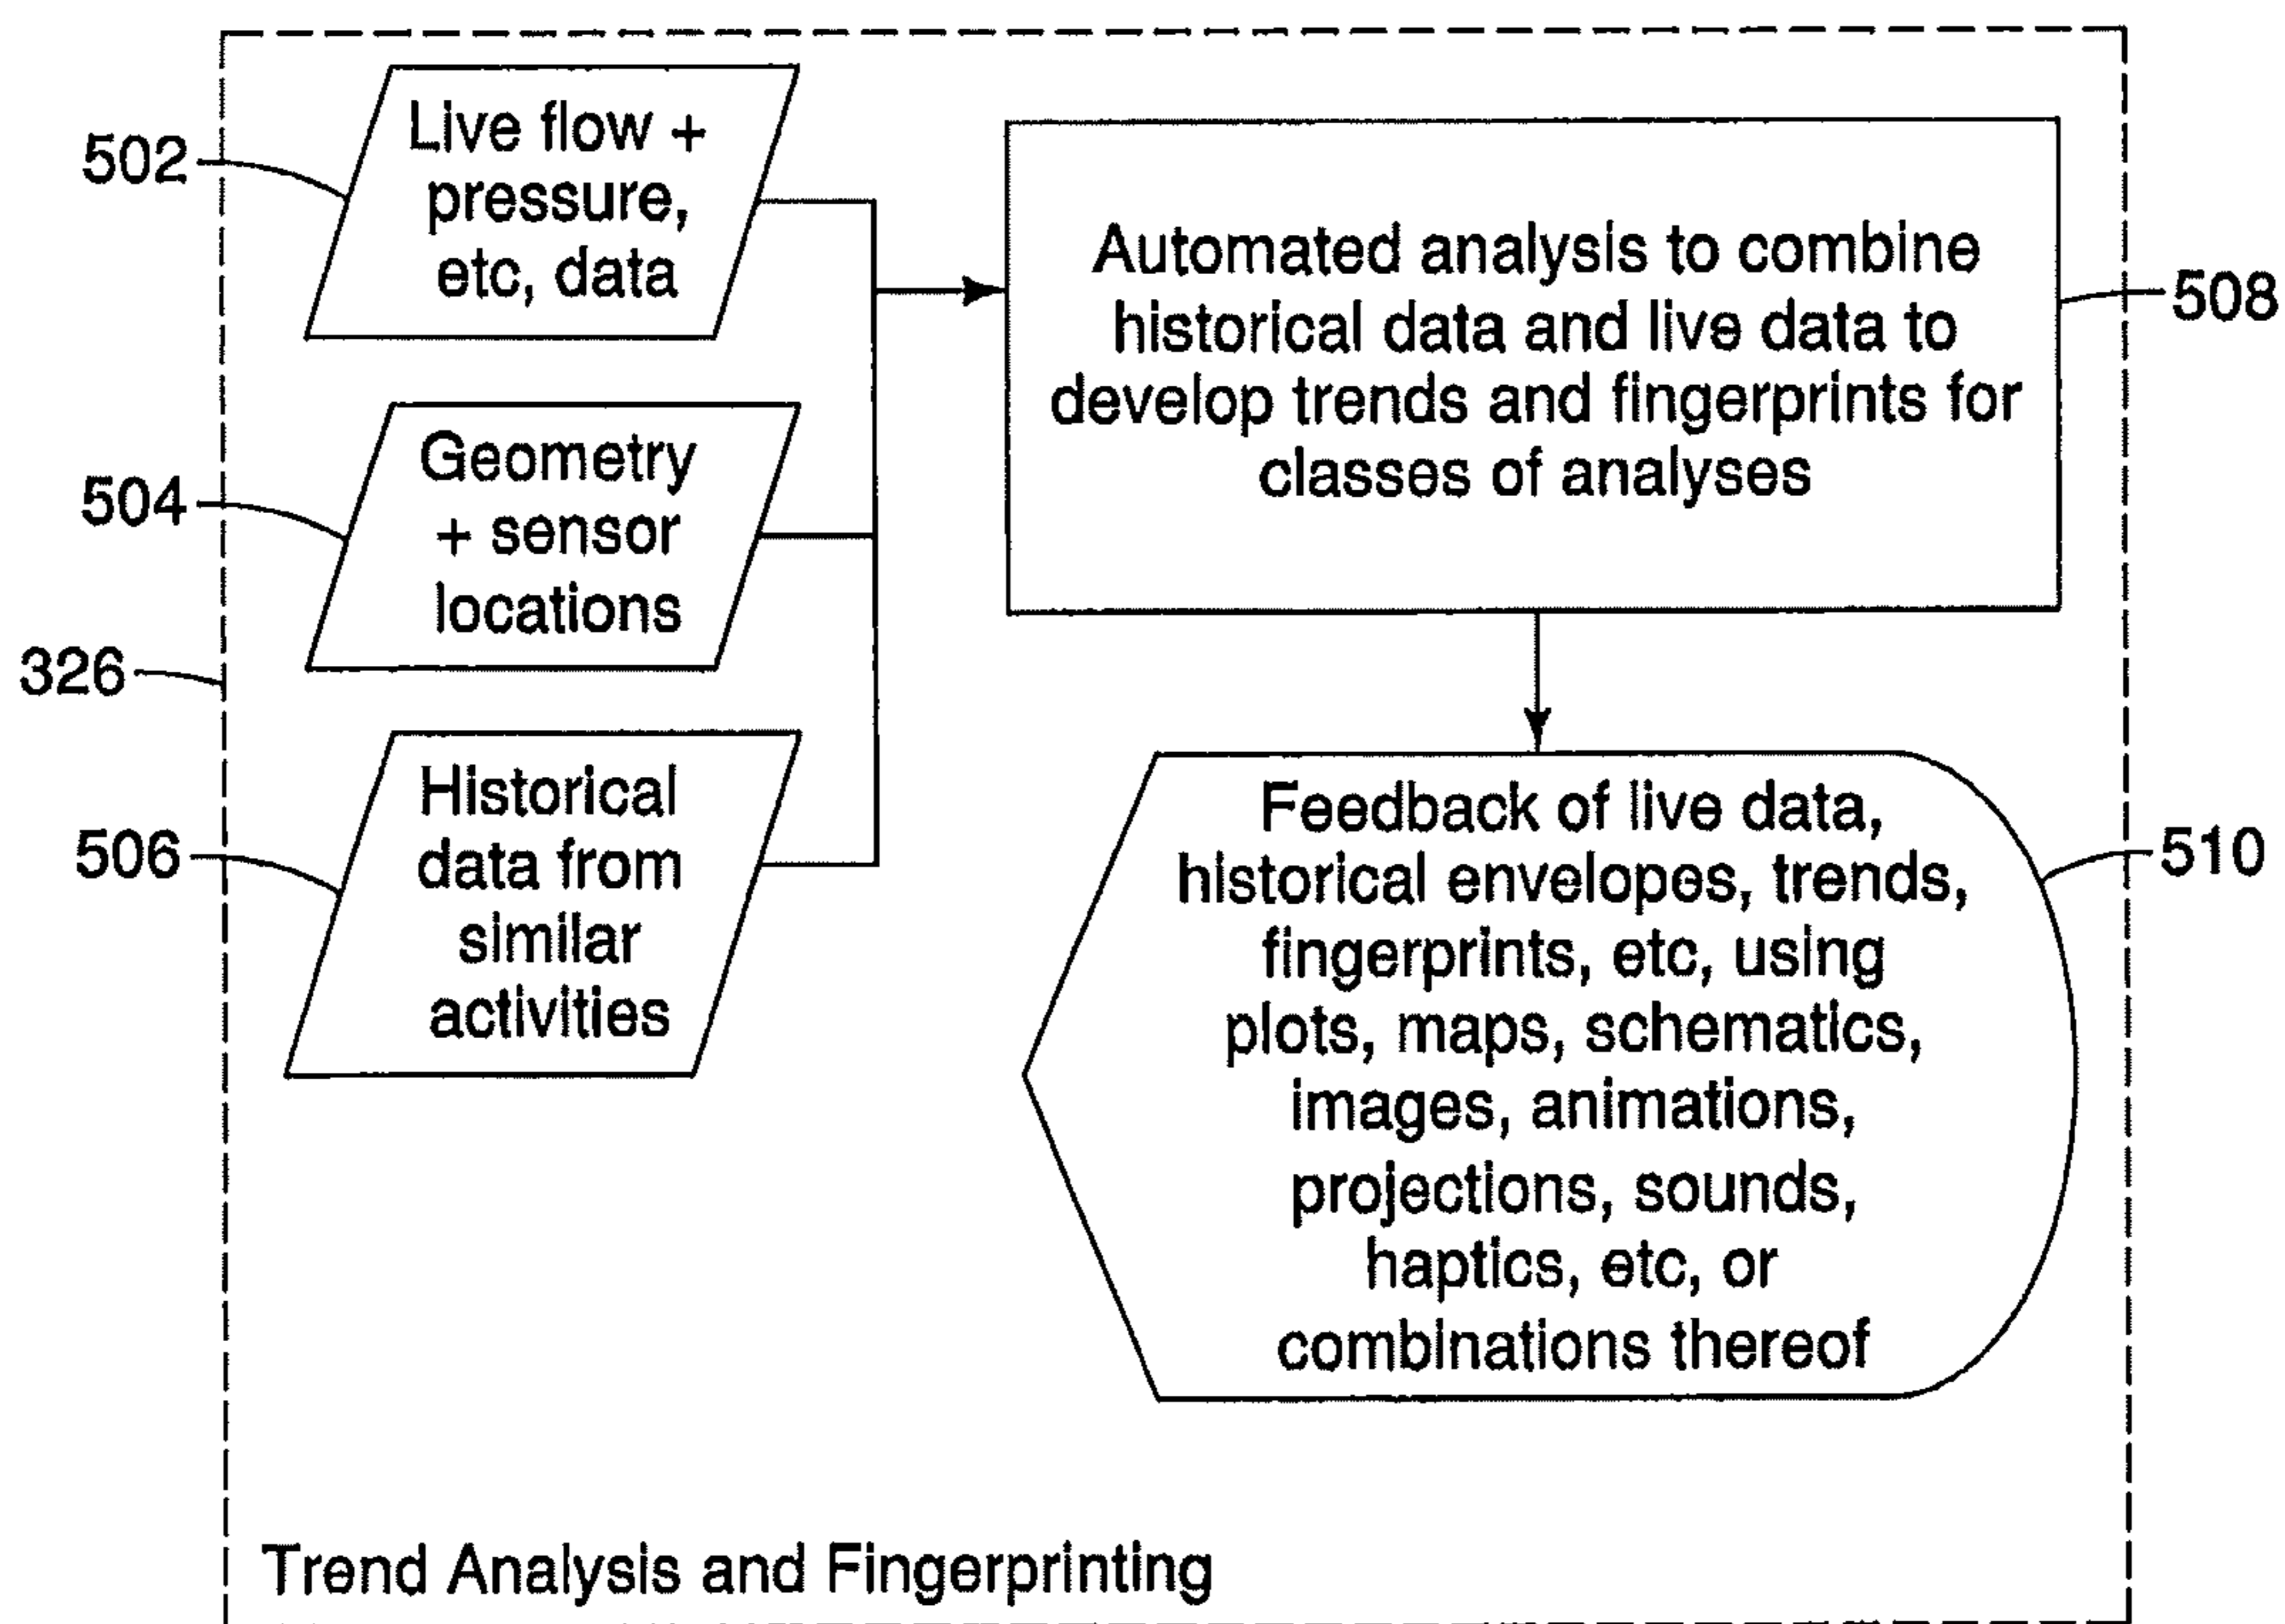 502
Live flow +
pressure,
etc, data
504
Geometry
+ sensor
locations
326
506
Historical
data from
similar
activities
Automated analysis to combine
historical data and live data to
develop trends and fingerprints for
classes of analyses
508
Feedback of live data,
historical envelopes, trends,
fingerprints, etc, using
plots, maps, schematics,
images, animations,
projections, sounds,
haptics, etc, or
combinations thereof
510
Trend Analysis and Fingerprinting